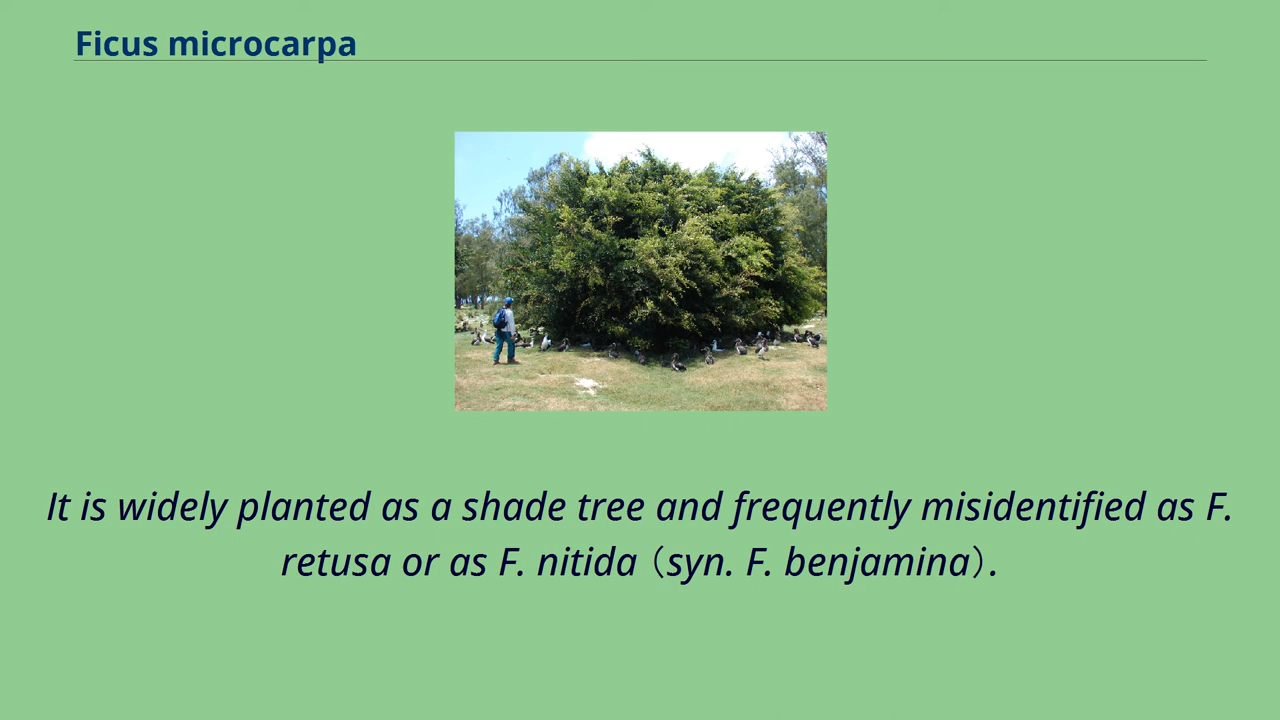 Ficus microcarpa
It is widely planted as a shade tree and frequently misidentified as F.
retusa or as F. nitida（syn. F. benjamina）.